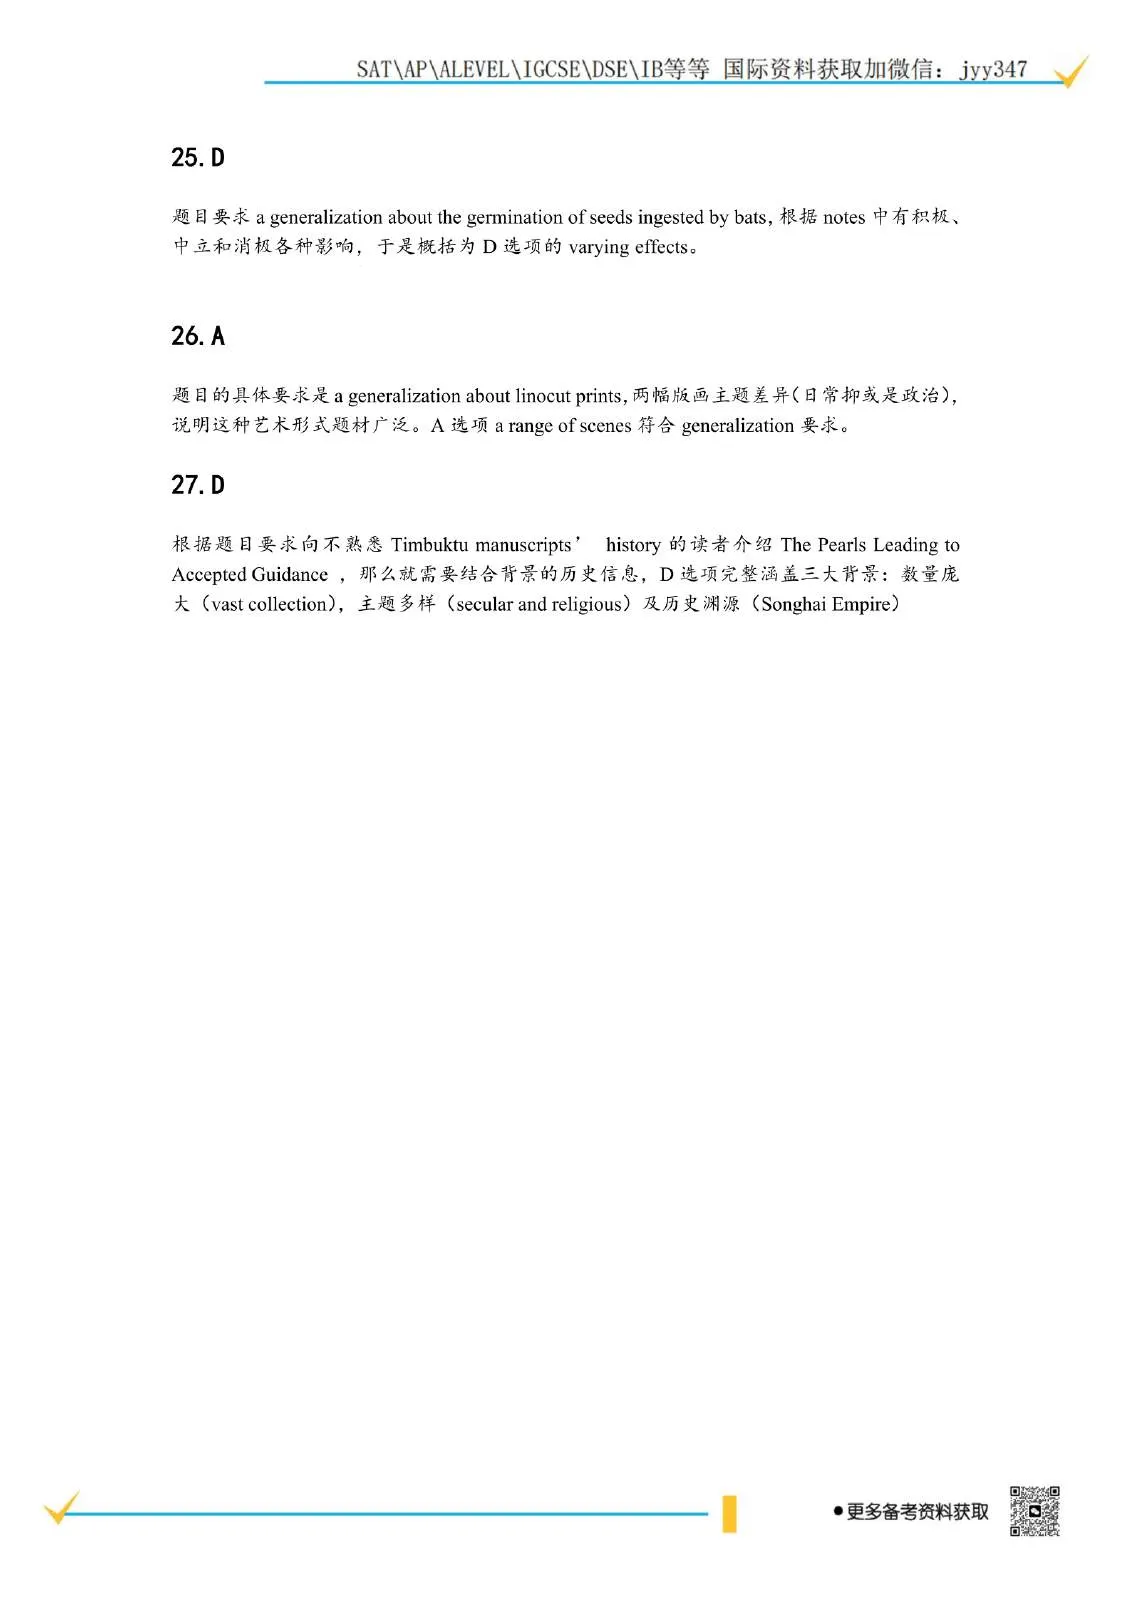 SAT\AP\ALEVEL\IGCSE\DSE\IB等等 国际资料获取加微信：jyy347
25. D
题目要求 a generalization about the germination of seeds ingested by bats, 根据 notes 中有积极、
中立和消极各种影响，于是概括为 D 选项的 varying effects。
26. A
题目的具体要求是 a generalization about linocut prints, 两幅版画主题差异（日常抑或是政治），
说明这种艺术形式题材广泛。A 选项 a range of scenes 符合 generalization 要求。
27. D
根据题目要求向不熟悉 Timbuktu manuscripts’ history 的读者介绍 The Pearls Leading to
Accepted Guidance ，那么就需要结合背景的历史信息，D 选项完整涵盖三大背景：数量庞
大（vast collection），主题多样（secular and religious）及历史渊源（Songhai Empire）
●更多备考资料获取